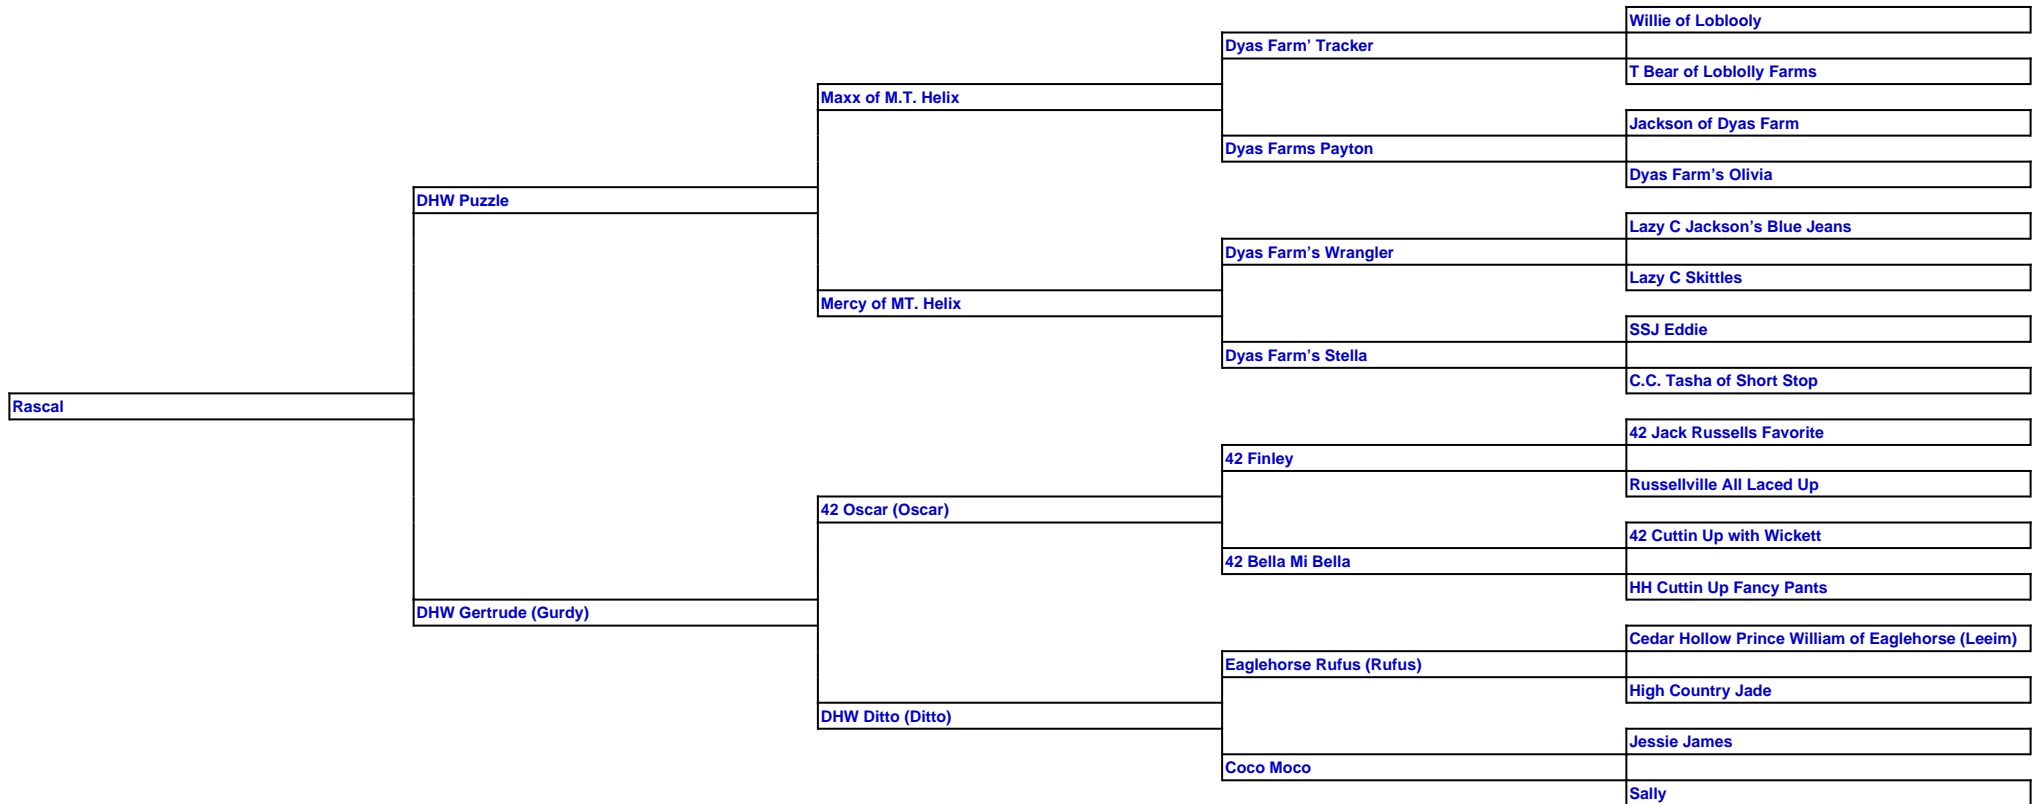 Willie of Loblooly
Dyas Farm’ Tracker
T Bear of Loblolly Farms
Maxx of M.T. Helix
Jackson of Dyas Farm
Dyas Farms Payton
Dyas Farm’s Olivia
DHW Puzzle
Lazy C Jackson’s Blue Jeans
Dyas Farm’s Wrangler
Lazy C Skittles
Mercy of MT. Helix
SSJ Eddie
Dyas Farm’s Stella
C.C. Tasha of Short Stop
Rascal
42 Jack Russells Favorite
42 Finley
Russellville All Laced Up
42 Oscar (Oscar)
42 Cuttin Up with Wickett
42 Bella Mi Bella
HH Cuttin Up Fancy Pants
DHW Gertrude (Gurdy)
Cedar Hollow Prince William of Eaglehorse (Leeim)
Eaglehorse Rufus (Rufus)
High Country Jade
DHW Ditto (Ditto)
Jessie James
Coco Moco
Sally